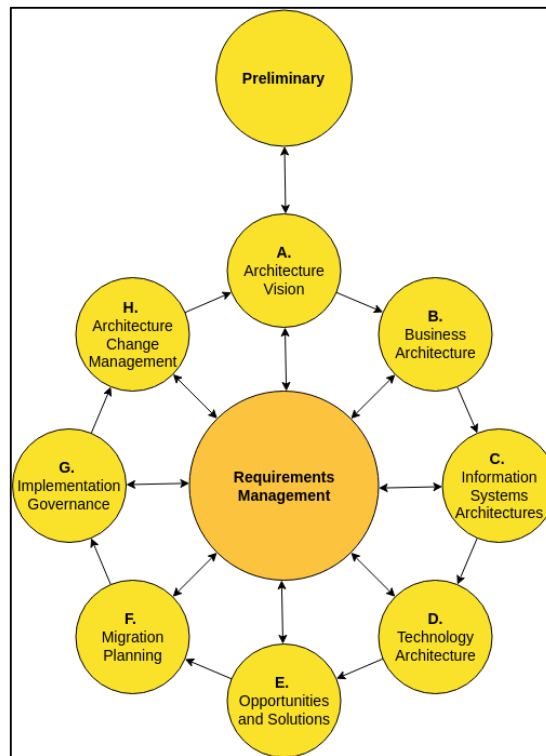 Preliminary
A.
Architecture
Vision
B.
Business
Architecture
C.
Information
Systems
Architectures
D.
Technology
Architecture
E.
Opportunities
and Solutions
F.
Migration
Planning
G.
Implementation
Governance
H.
Architecture
Change
Management
Requirements
Management